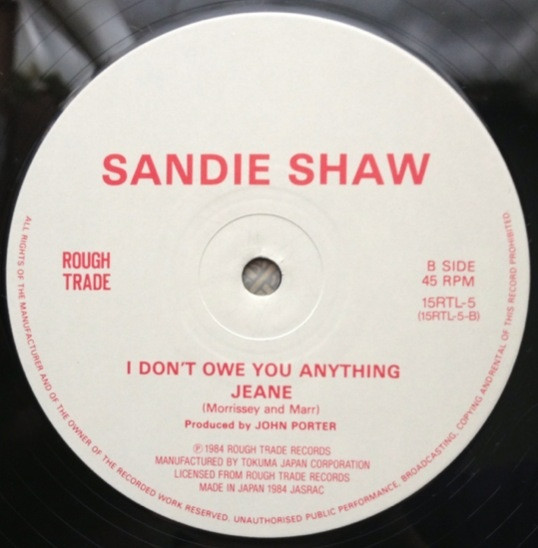 SANDIE SHAW
ROUGH
TRADE
B SIDE
45 RPM
15RTL-5
(15RTL-5-B)
I DON'T OWE YOU ANYTHING
JEANE
(Morrissey and Marr)
Produced by JOHN PORTER
℗ 1984 ROUGH TRADE RECORDS
MANUFACTURED BY TOKUMA JAPAN CORPORATION
LICENSED FROM ROUGH TRADE RECORDS
MADE IN JAPAN 1984 JASRAC
ALL RIGHTS OF THE MANUFACTURER AND OF THE OWNER OF THE RECORDED WORK RESERVED. UNAUTHORISED PUBLIC PERFORMANCE, BROADCASTING, COPYING AND RENTAL OF THIS RECORD PROHIBITED.